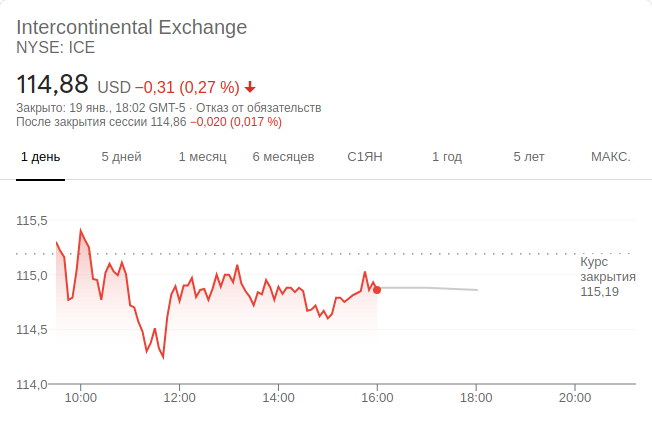 Intercontinental Exchange
NYSE: ICE
114,88 USD −0,31 (0,27 %)
Закрыто: 19 янв., 18:02 GMT-5 · Отказ от обязательств
После закрытия сессии 114,86 −0,020 (0,017 %)
1 день 5 дней 1 месяц 6 месяцев С1ЯН 1 год 5 лет МАКС.
115,5
115,0
114,5
114,0
Курс
закрытия
115,19
10:00 12:00 14:00 16:00 18:00 20:00